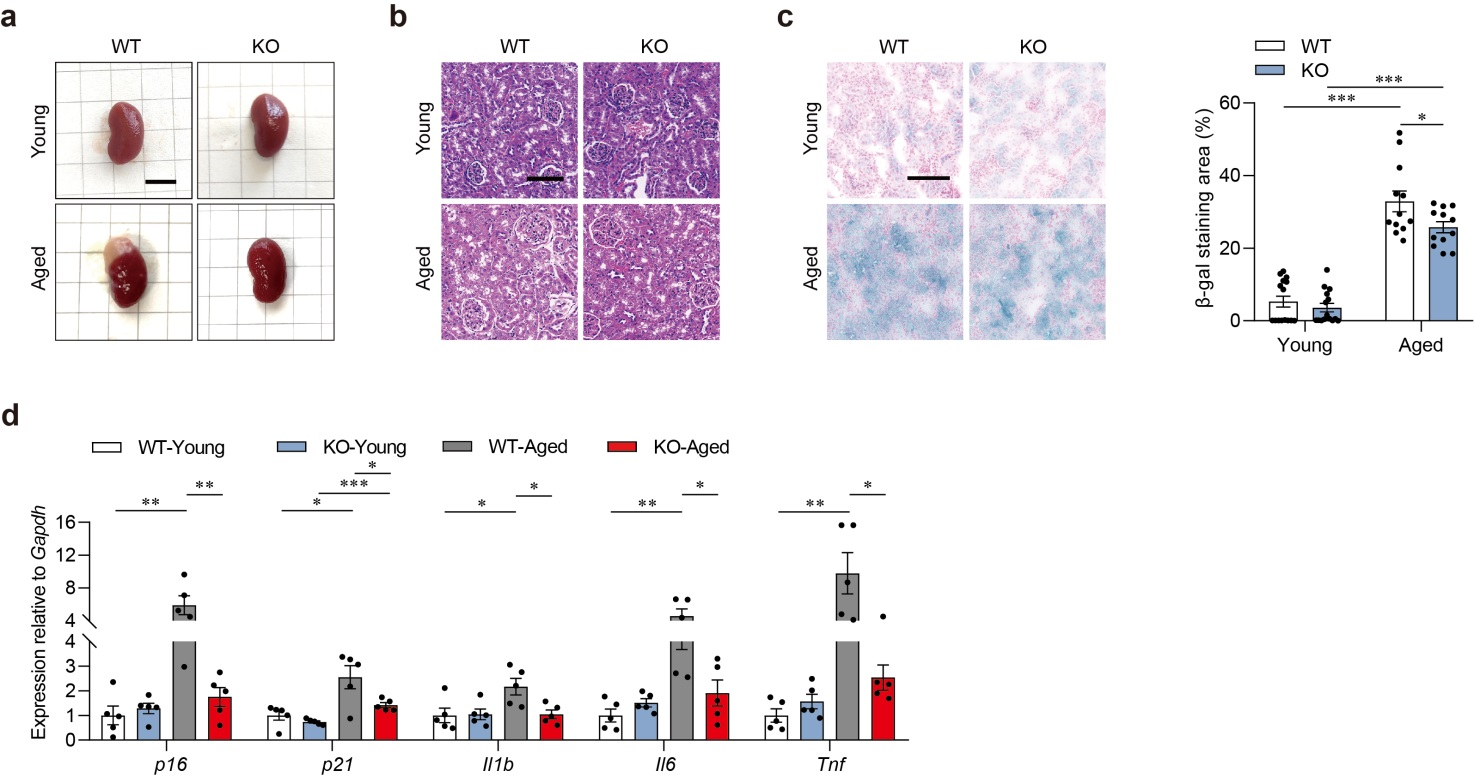 a
WT KO
Young
Aged
b
WT KO
Young
Aged
c
WT KO
Young
Aged
WT
KO
***
***
*
β-gal staining area (%)
60
40
20
0
Young Aged
d
WT-Young KO-Young WT-Aged KO-Aged
*
** *** * * *
** * * ** **
Expression relative to Gapdh
16
12
8
4
4
3
2
1
0
p16 p21 Il1b Il6 Tnf